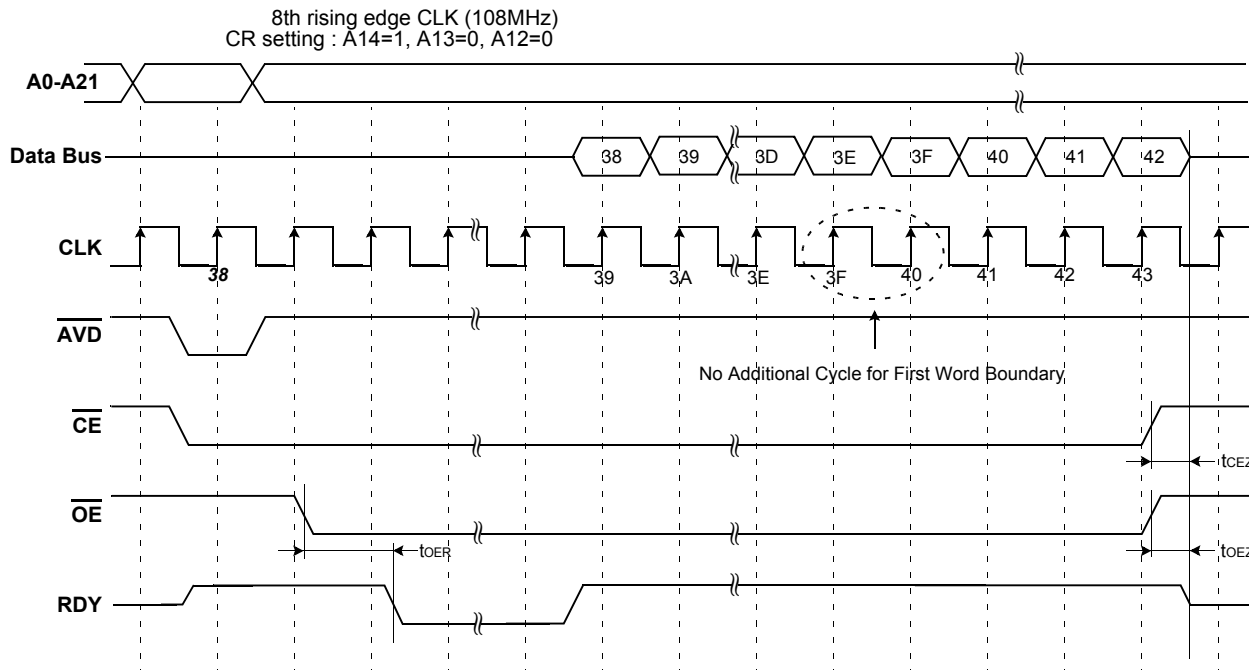 8th rising edge CLK (108MHz)
CR setting : A14=1, A13=0, A12=0
A0-A21
Data Bus
38 39 3D 3E 3F 40 41 42
CLK
38 39 3A 3E 3F 40 41 42 43
AVD
No Additional Cycle for First Word Boundary
CE
tCEZ
OE
tOER
tOEZ
RDY